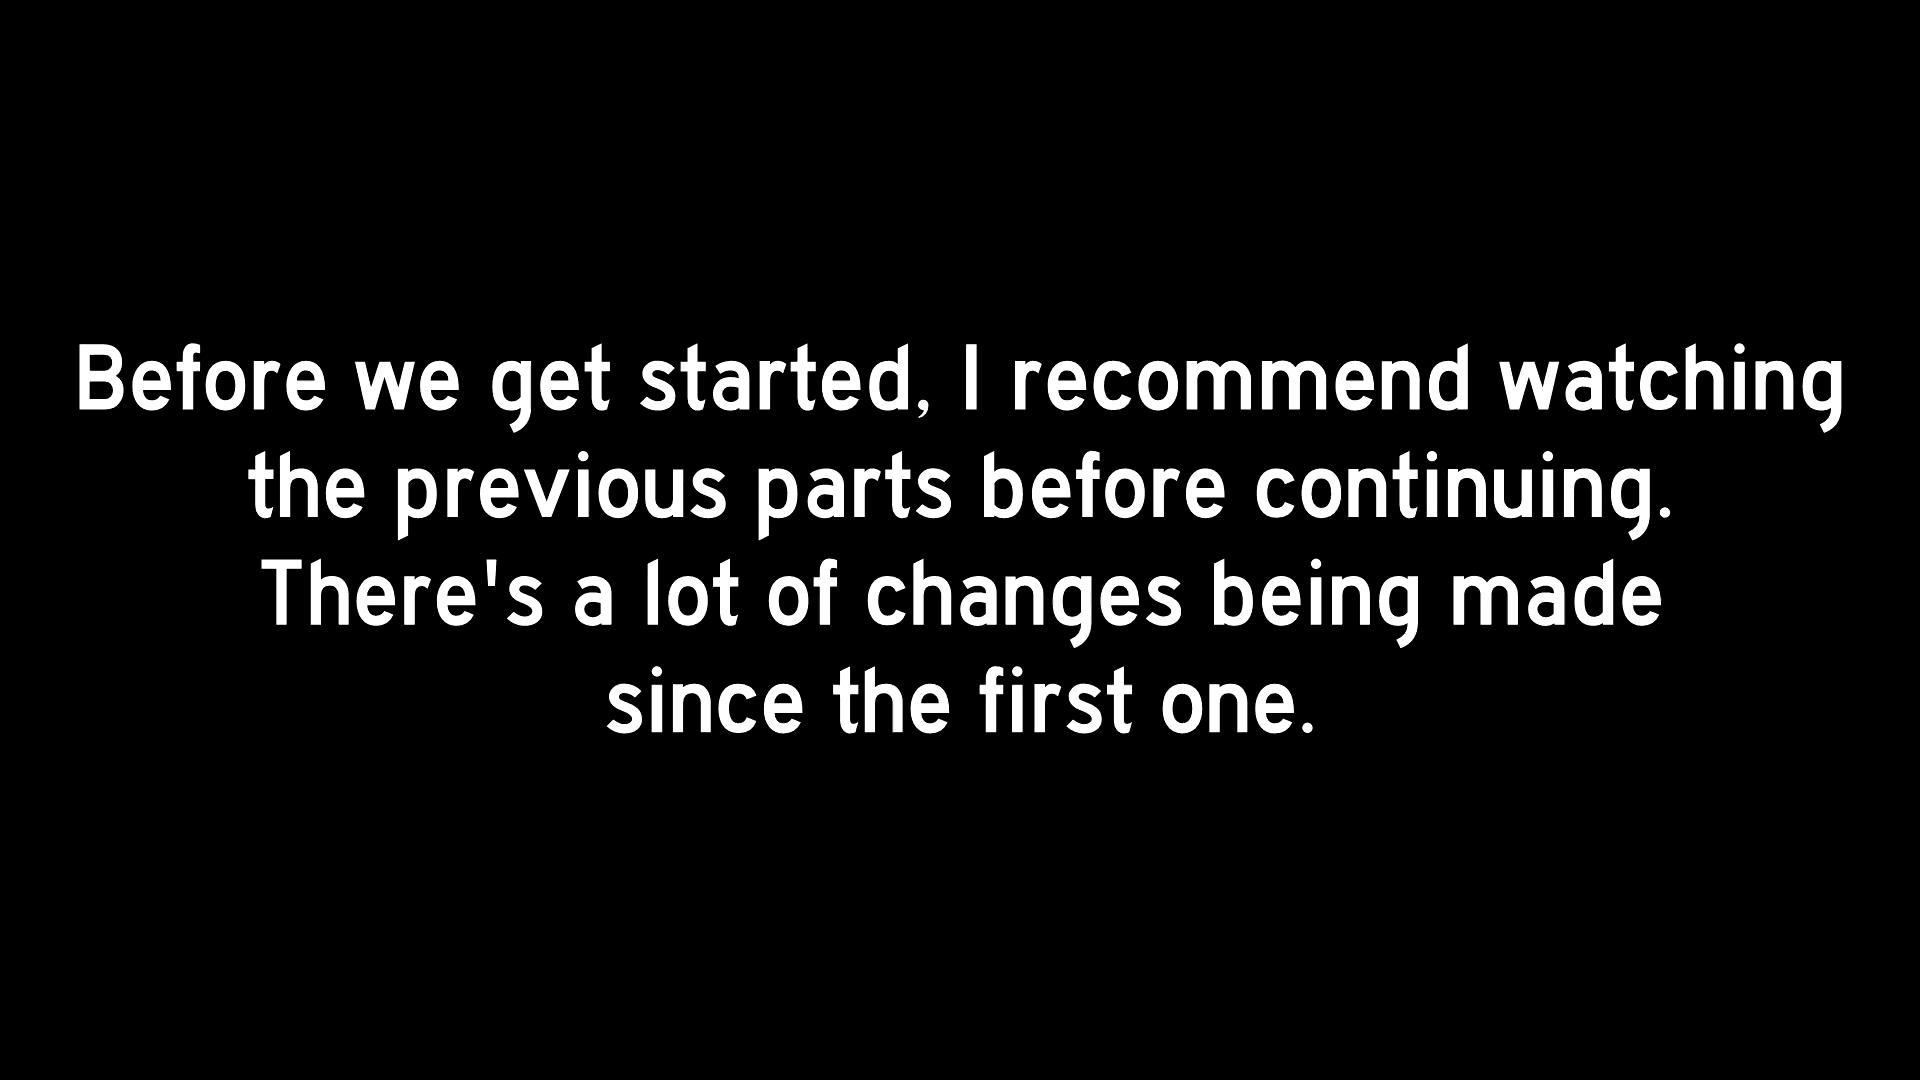 Before we get started, I recommend watching
the previous parts before continuing.
There's a lot of changes being made
since the first one.